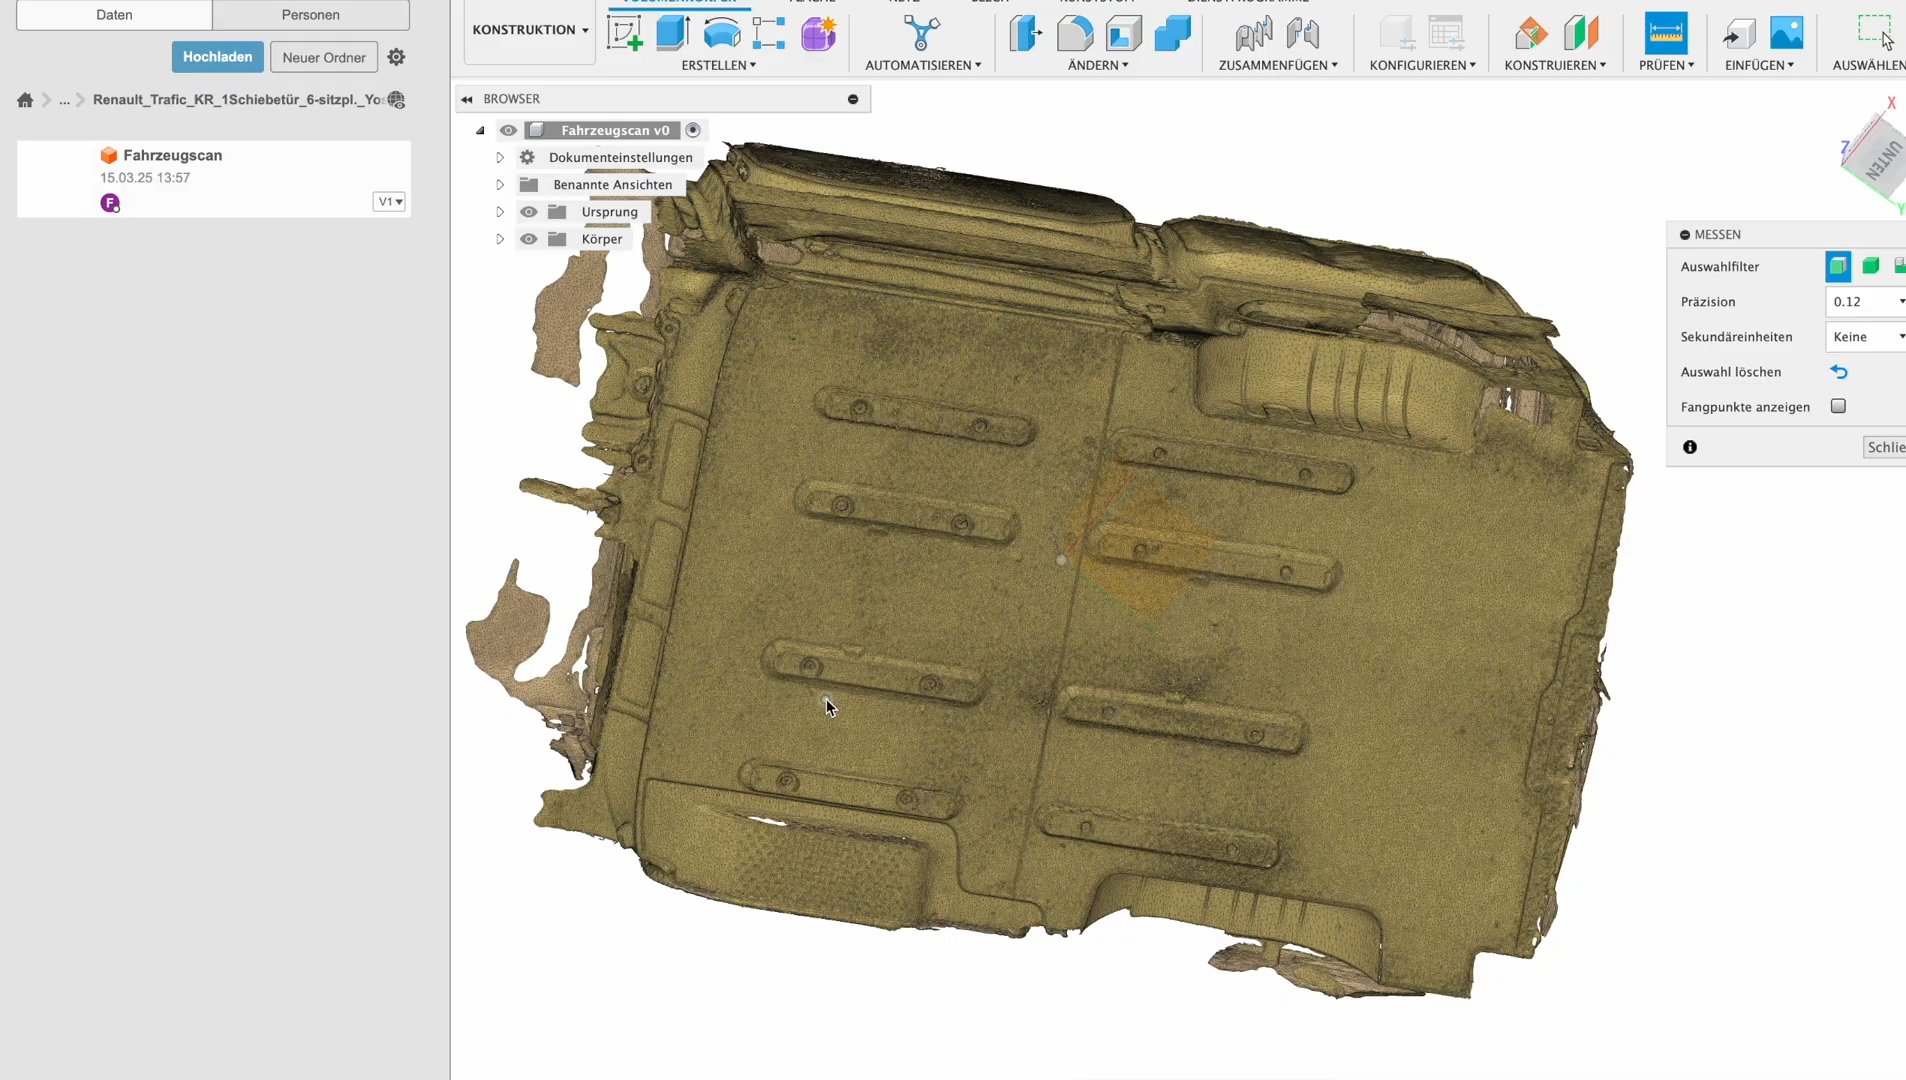 Daten
Personen
Hochladen
Neuer Ordner
...
Renault_Trafic_KR_1Schiebetür_6-sitzpl._Yo
Fahrzeugscan
15.03.25 13:57
F
V1
KONSTRUKTION
ERSTELLEN
AUTOMATISIEREN
ÄNDERN
ZUSAMMENFÜGEN
KONFIGURIEREN
KONSTRUIEREN
PRÜFEN
EINFÜGEN
AUSWÄHLEN
BROWSER
Fahrzeugscan v0
Dokumenteinstellungen
Benannte Ansichten
Ursprung
Körper
X
Z
UNTEN
Y
MESSEN
Auswahlfilter
Präzision
0.12
Sekundäreinheiten
Keine
Auswahl löschen
Fangpunkte anzeigen
Schlie